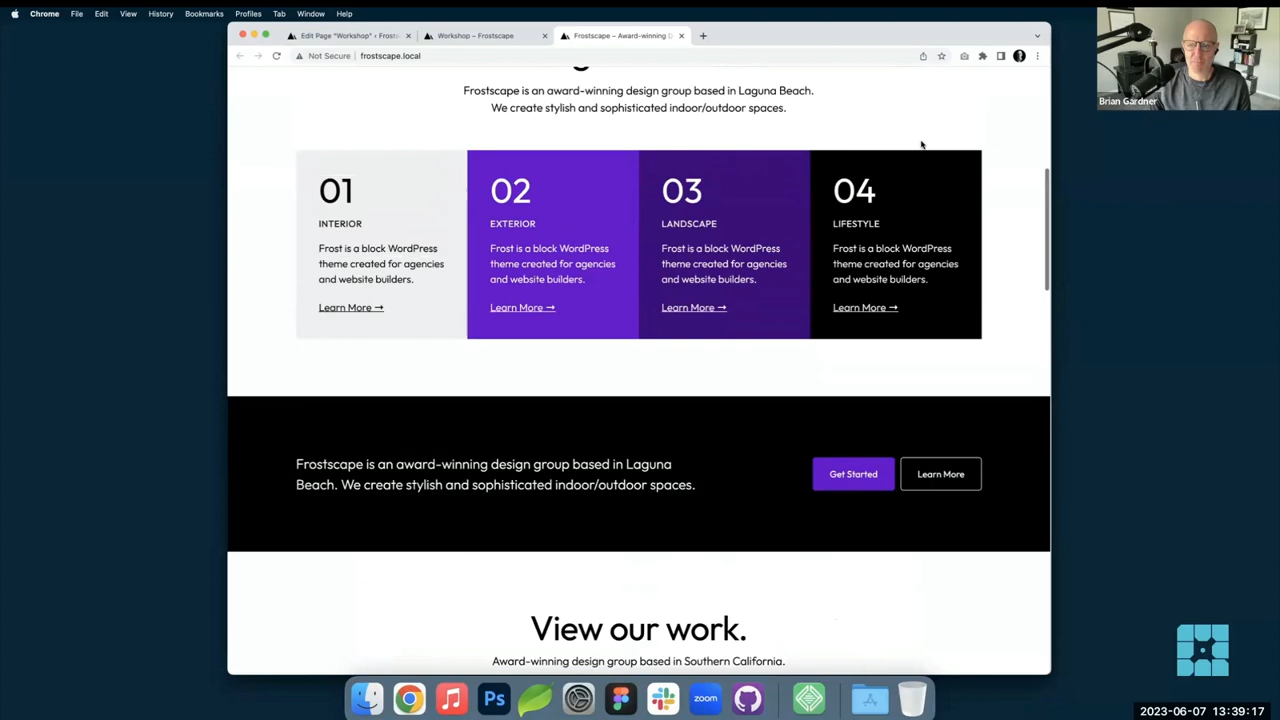 Chrome File Edit View History Bookmarks Profiles Tab Window Help
Edit Page "Workshop" ‹ Frosts
Workshop – Frostscape
Frostscape – Award-winning D
Not Secure frostscape.local
Brian Gardner
Frostscape is an award-winning design group based in Laguna Beach.
We create stylish and sophisticated indoor/outdoor spaces.
01
INTERIOR
Frost is a block WordPress
theme created for agencies
and website builders.
Learn More →
02
EXTERIOR
Frost is a block WordPress
theme created for agencies
and website builders.
Learn More →
03
LANDSCAPE
Frost is a block WordPress
theme created for agencies
and website builders.
Learn More →
04
LIFESTYLE
Frost is a block WordPress
theme created for agencies
and website builders.
Learn More →
Frostscape is an award-winning design group based in Laguna
Beach. We create stylish and sophisticated indoor/outdoor spaces.
Get Started
Learn More
View our work.
Award-winning design group based in Southern California.
Ps
zoom
2023-06-07 13:39:17